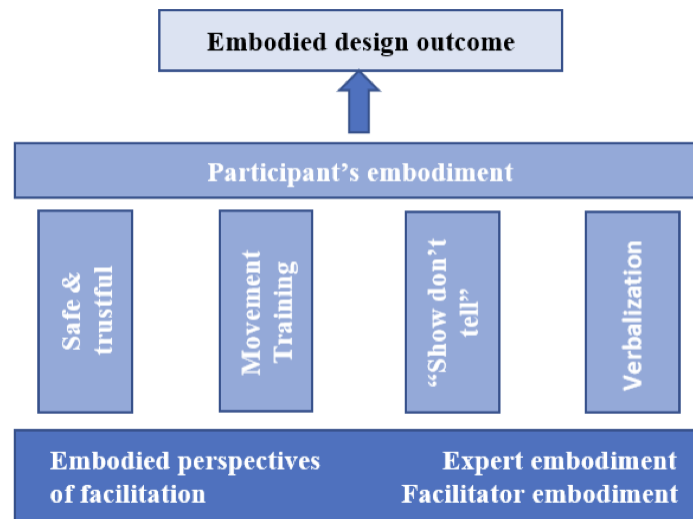 Embodied design outcome
Participant’s embodiment
Safe &
trustful
Movement
Training
“Show don’t
tell”
Verbalization
Embodied perspectives
of facilitation
Expert embodiment
Facilitator embodiment